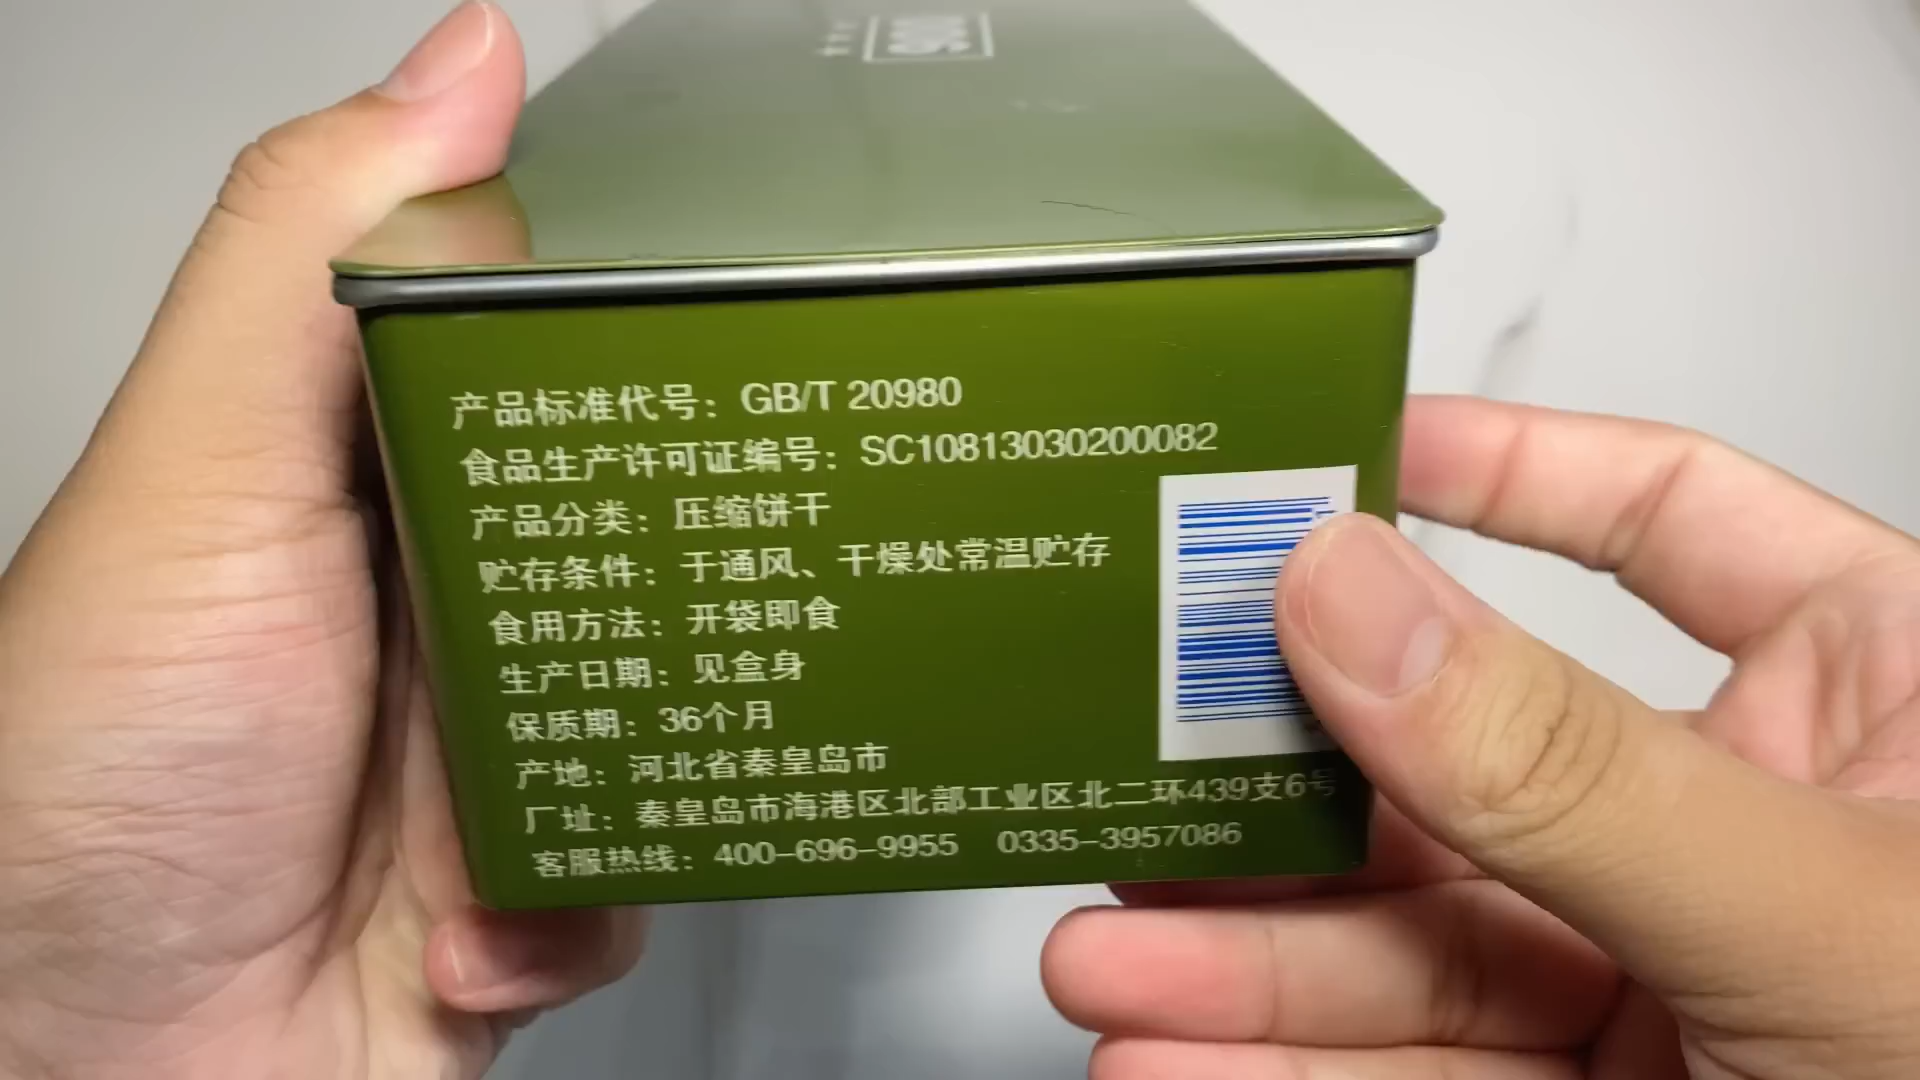 产品标准代号：GB/T 20980
食品生产许可证编号：SC10813030200082
产品分类：压缩饼干
贮存条件：于通风、干燥处常温贮存
食用方法：开袋即食
生产日期：见盒身
保质期：36个月
产地：河北省秦皇岛市
厂址：秦皇岛市海港区北部工业区北二环439支6号
客服热线：400-696-9955 0335-3957086